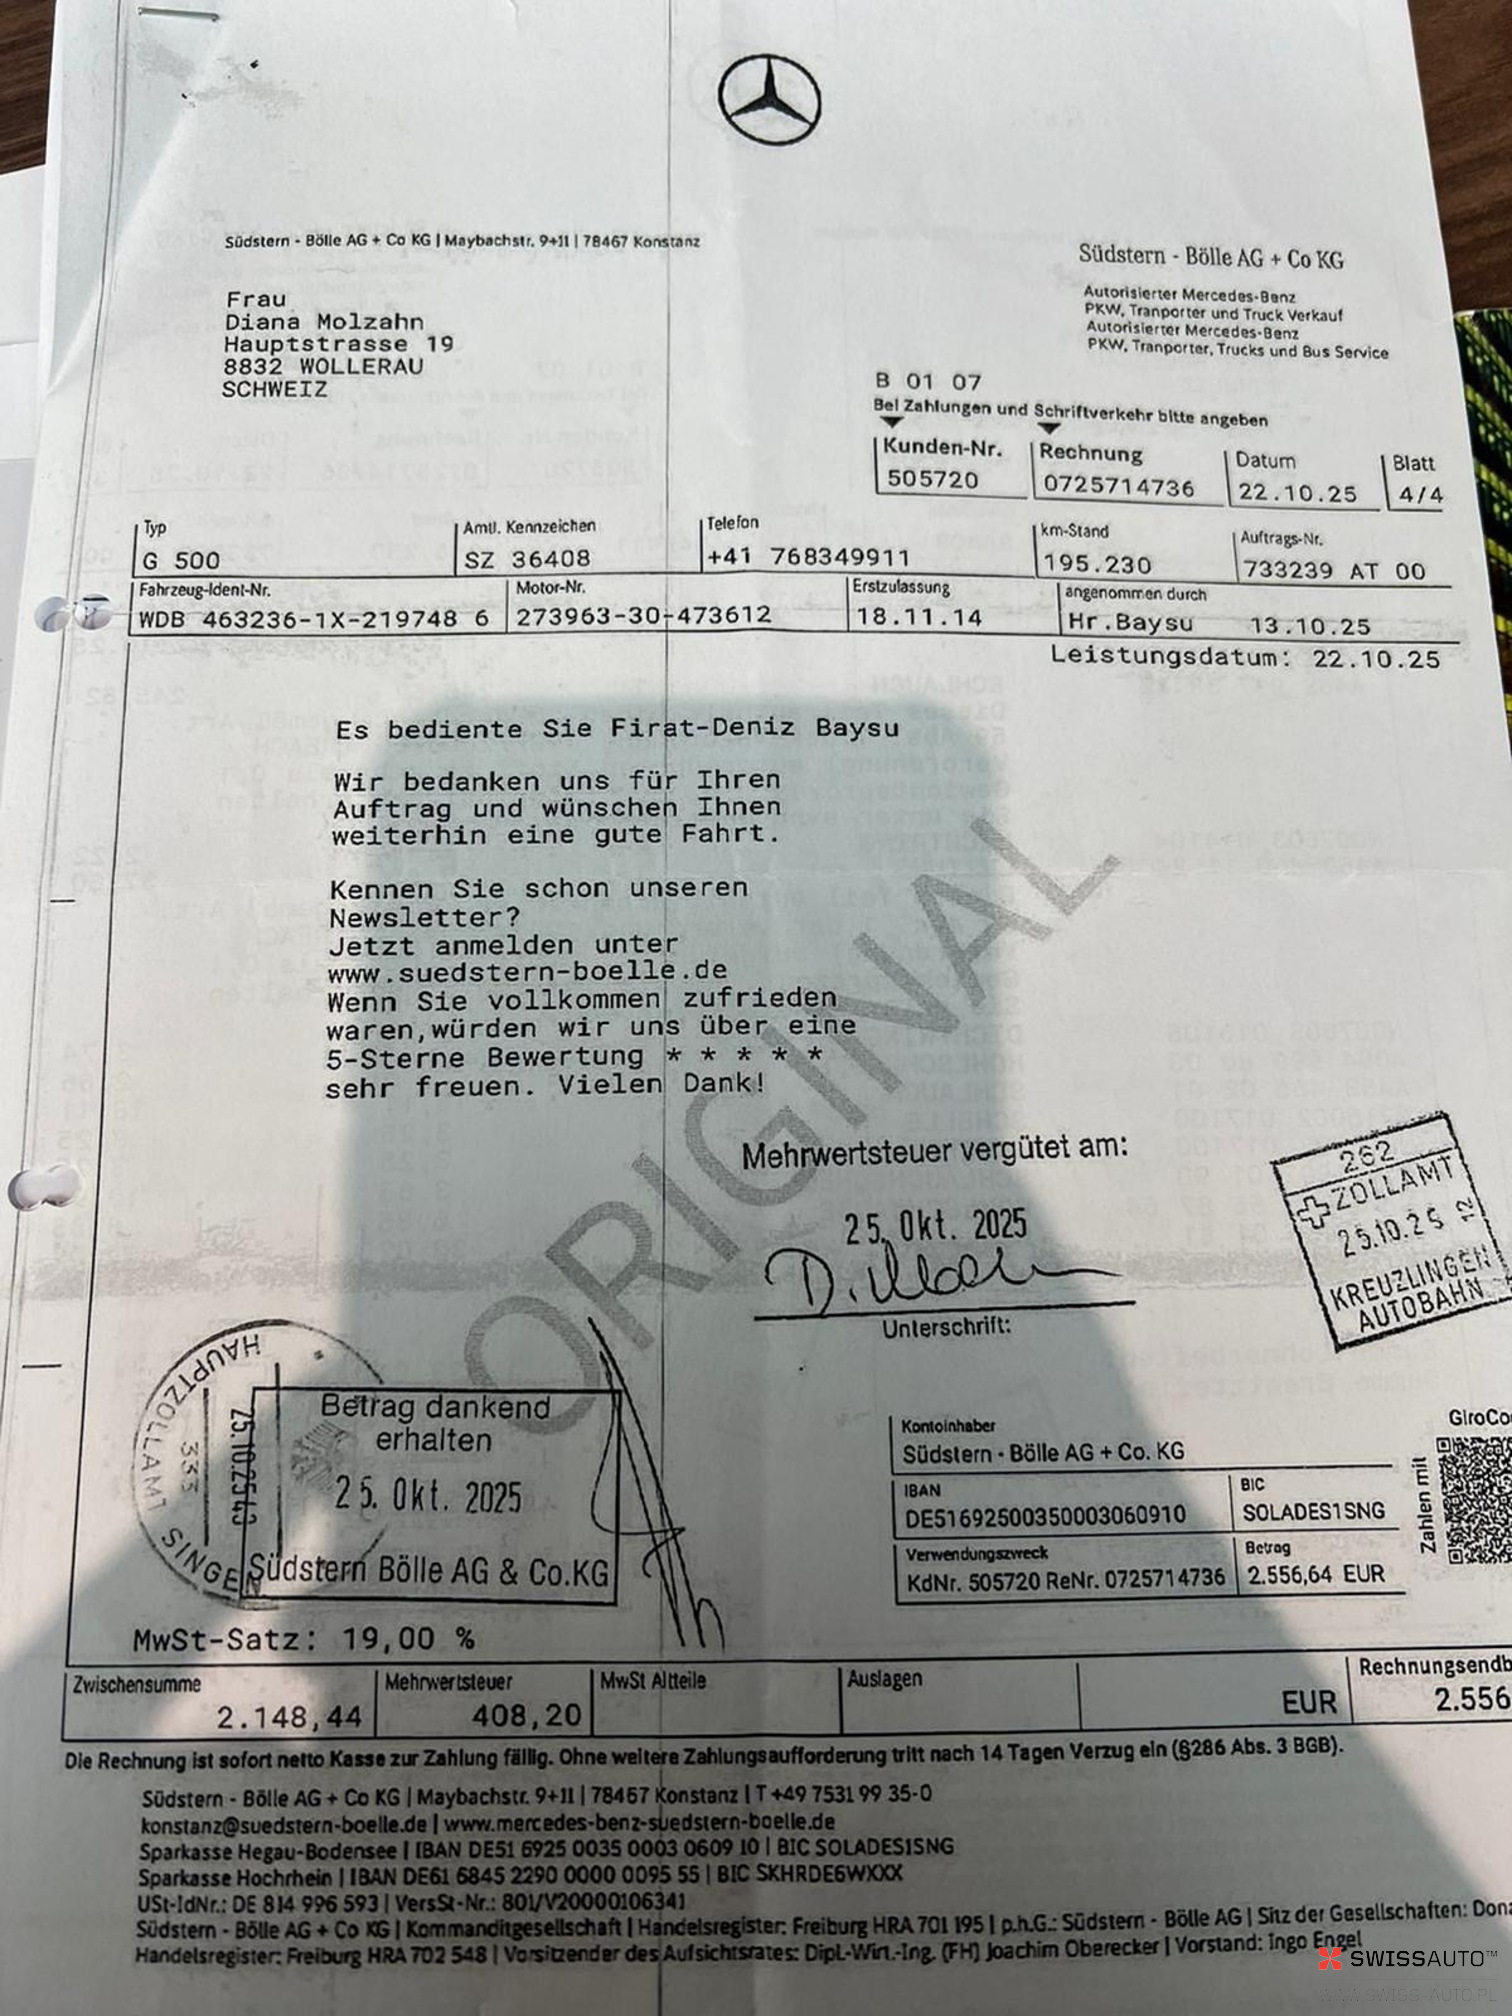 Südstern - Bölle AG + Co KG | Maybachstr. 9+11 | 78467 Konstanz
Südstern - Bölle AG + Co KG
Autorisierter Mercedes-Benz
PKW, Tranporter und Truck Verkauf
Autorisierter Mercedes-Benz
PKW, Tranporter, Trucks und Bus Service
Frau
Diana Molzahn
Hauptstrasse 19
8832 WOLLERAU
SCHWEIZ
B 01 07
Bei Zahlungen und Schriftverkehr bitte angeben
Kunden-Nr. Rechnung Datum Blatt
505720 0725714736 22.10.25 4/4
Typ Amtl. Kennzeichen Telefon km-Stand Auftrags-Nr.
G 500 SZ 36408 +41 768349911 195.230 733239 AT 00
Fahrzeug-Ident-Nr. Motor-Nr. Erstzulassung angenommen durch
WDB 463236-1X-219748 6 273963-30-473612 18.11.14 Hr.Baysu 13.10.25
Leistungsdatum: 22.10.25
Es bediente Sie Firat-Deniz Baysu
Wir bedanken uns für Ihren
Auftrag und wünschen Ihnen
weiterhin eine gute Fahrt.
Kennen Sie schon unseren
Newsletter?
Jetzt anmelden unter
www.suedstern-boelle.de
Wenn Sie vollkommen zufrieden
waren,würden wir uns über eine
5-Sterne Bewertung * * * * *
sehr freuen. Vielen Dank!
ORIGINAL
Mehrwertsteuer vergütet am:
25. Okt. 2025
Unterschrift:
262
ZOLLAMT
25.10.25 12
KREUZLINGEN
AUTOBAHN
HAUPTZOLLAMT SINGEN
333
25.10.25
Betrag dankend
erhalten
25. Okt. 2025
Südstern Bölle AG & Co.KG
Kontoinhaber
Südstern - Bölle AG + Co. KG
IBAN BIC
DE51692500350003060910 SOLADES1SNG
Verwendungszweck Betrag
KdNr. 505720 ReNr. 0725714736 2.556,64 EUR
GiroCo
Zahlen mit
MwSt-Satz: 19,00 %
Zwischensumme Mehrwertsteuer MwSt Altteile Auslagen Rechnungsendb
2.148,44 408,20 EUR 2.556
Die Rechnung ist sofort netto Kasse zur Zahlung fällig. Ohne weitere Zahlungsaufforderung tritt nach 14 Tagen Verzug ein (§286 Abs. 3 BGB).
Südstern - Bölle AG + Co KG | Maybachstr. 9+11 | 78467 Konstanz | T +49 7531 99 35-0
konstanz@suedstern-boelle.de | www.mercedes-benz-suedstern-boelle.de
Sparkasse Hegau-Bodensee | IBAN DE51 6925 0035 0003 0609 10 | BIC SOLADES1SNG
Sparkasse Hochrhein | IBAN DE61 6845 2290 0000 0095 55 | BIC SKHRDE6WXXX
USt-IdNr.: DE 814 996 593 | VersSt-Nr.: 801/V20000106341
Südstern - Bölle AG + Co KG | Kommanditgesellschaft | Handelsregister: Freiburg HRA 701 195 | p.h.G.: Südstern - Bölle AG | Sitz der Gesellschaften: Dona
Handelsregister: Freiburg HRA 702 548 | Vorsitzender des Aufsichtsrates: Dipl.-Wirt.-Ing. (FH) Joachim Oberecker | Vorstand: Ingo Engel
SWISSAUTO™
WWW.SWISS-AUTO.PL